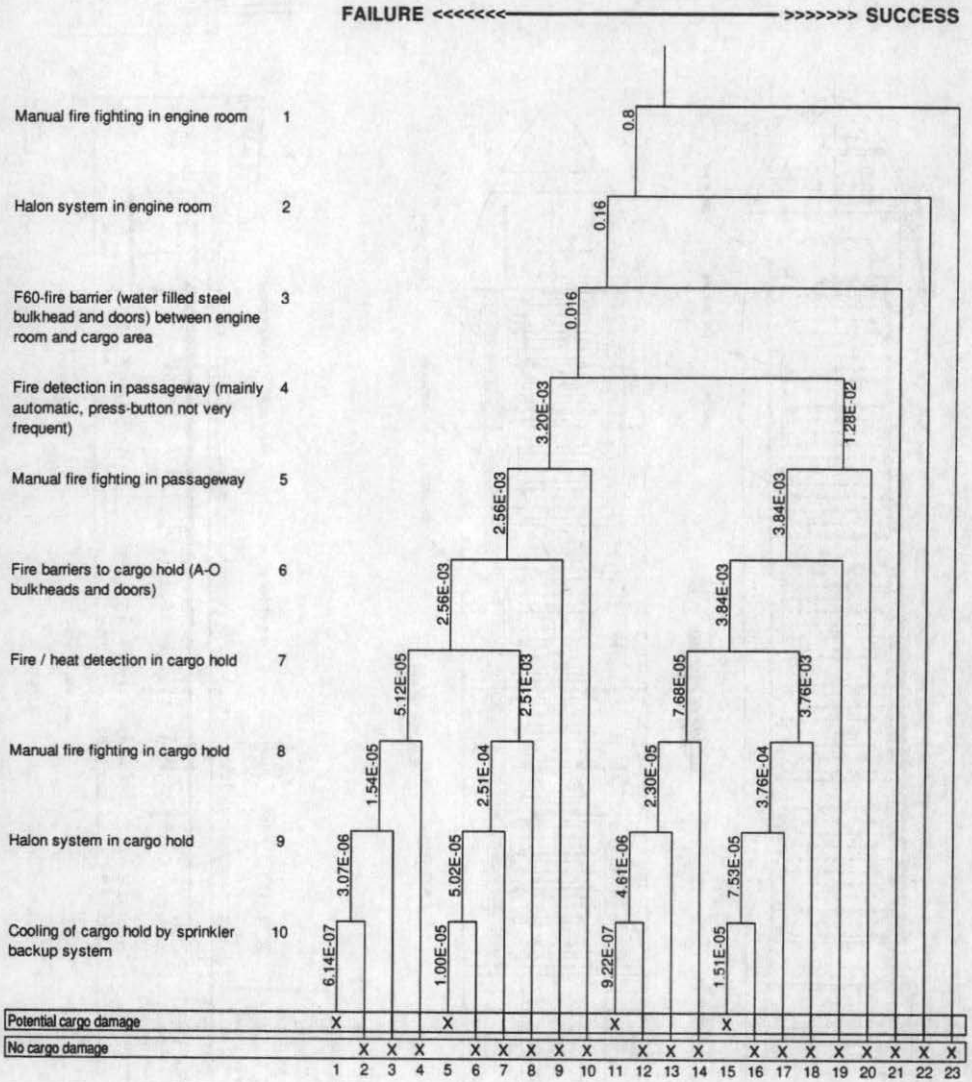 FAILURE <<<<<<< >>>>>>> SUCCESS
Manual fire fighting in engine room 1
0.8
Halon system in engine room 2
0.16
F60-fire barrier (water filled steel 3
bulkhead and doors) between engine
room and cargo area
0.016
Fire detection in passageway (mainly 4
automatic, press-button not very
frequent)
3.20E-03 1.28E-02
Manual fire fighting in passageway 5
2.56E-03 3.84E-03
Fire barriers to cargo hold (A-O 6
bulkheads and doors)
2.56E-03 3.84E-03
Fire / heat detection in cargo hold 7
5.12E-05 2.51E-03 7.68E-05 3.76E-03
Manual fire fighting in cargo hold 8
1.54E-05 2.51E-04 2.30E-05 3.76E-04
Halon system in cargo hold 9
3.07E-06 5.02E-05 4.61E-06 7.53E-05
Cooling of cargo hold by sprinkler 10
backup system
6.14E-07 1.00E-05 9.22E-07 1.51E-05
Potential cargo damage X X X X
No cargo damage X X X X X X X X X X X X X X X X X X X
1 2 3 4 5 6 7 8 9 10 11 12 13 14 15 16 17 18 19 20 21 22 23